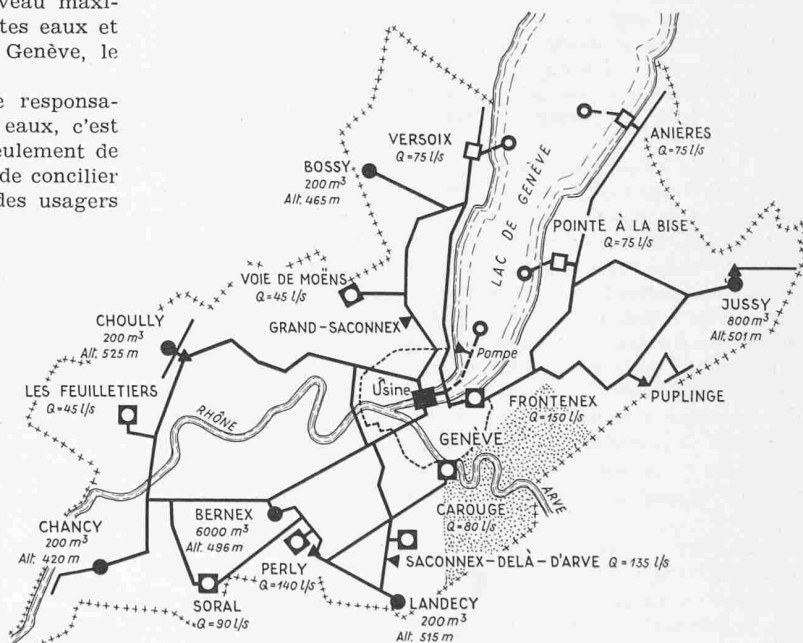 veau maxi-
tes eaux et
Genève, le
e responsa-
eaux, c'est
eulement de
de concilier
des usagers
VERSOIX
Q=75 l/s
ANIÈRES
Q=75 l/s
BOSSY
200 m³
Alt. 465 m
LAC DE GENÈVE
POINTE À LA BISE
Q=75 l/s
VOIE DE MOËNS
Q=45 l/s
JUSSY
800 m³
Alt. 501 m
CHOULLY
200 m³
Alt. 525 m
GRAND-SACONNEX
Pompe
LES FEUILLETIERS
Q=45 l/s
Usine
PUPLINGE
FRONTENEX
Q=150 l/s
RHÔNE
GENÈVE
ARVE
CAROUGE
Q=80 l/s
BERNEX
6000 m³
Alt. 496 m
CHANCY
200 m³
Alt. 420 m
SACONNEX-DELÀ-D'ARVE Q=135 l/s
PERLY
Q=140 l/s
SORAL
Q=90 l/s
LANDECY
200 m³
Alt. 515 m